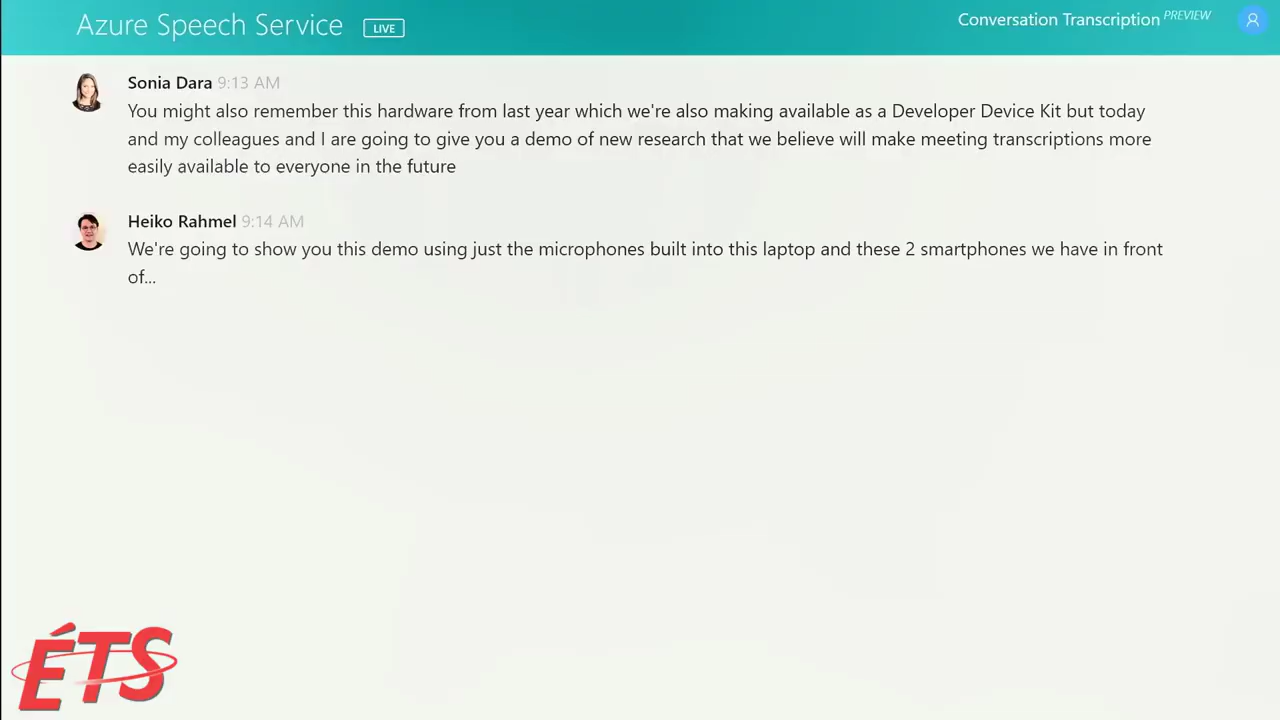 Azure Speech Service LIVE Conversation Transcription PREVIEW
Sonia Dara 9:13 AM
You might also remember this hardware from last year which we're also making available as a Developer Device Kit but today
and my colleagues and I are going to give you a demo of new research that we believe will make meeting transcriptions more
easily available to everyone in the future
Heiko Rahmel 9:14 AM
We're going to show you this demo using just the microphones built into this laptop and these 2 smartphones we have in front
of...
ÉTS